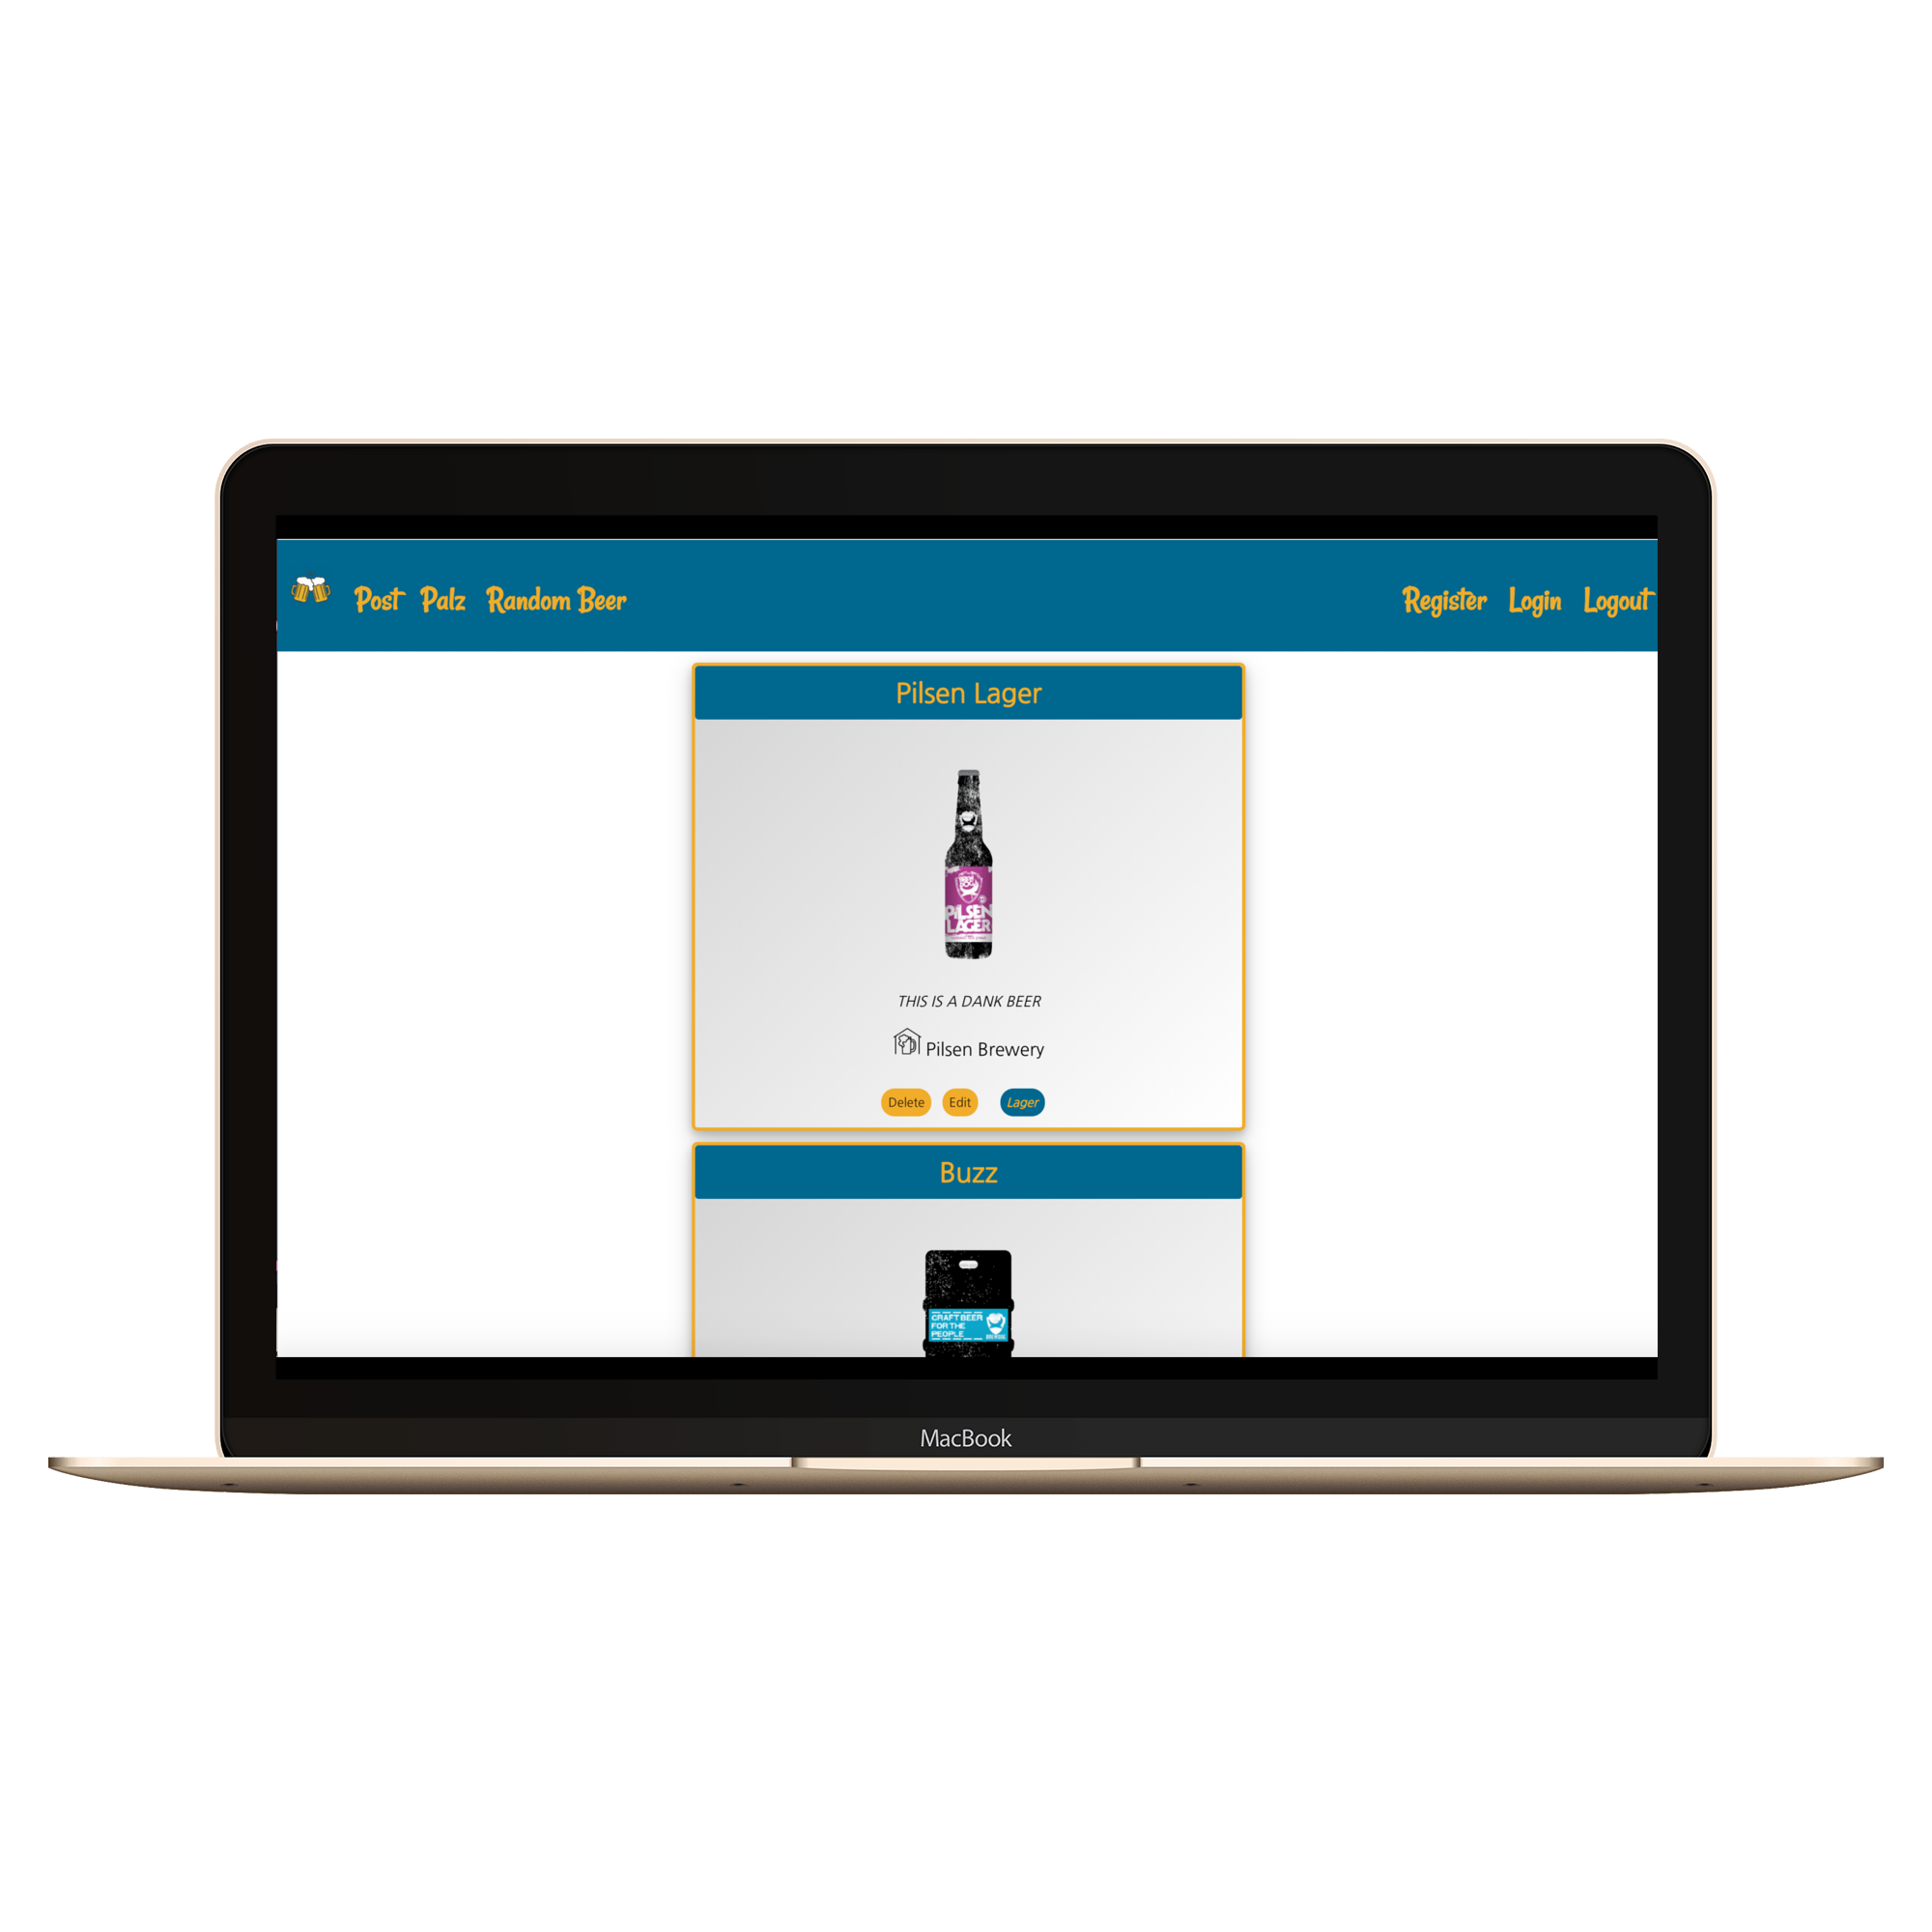 Post Palz Random Beer Register Login Logout
Pilsen Lager
PILSEN
LAGER
THIS IS A DANK BEER
Pilsen Brewery
Delete Edit Lager
Buzz
CRAFT BEER
FOR THE
PEOPLE
MacBook